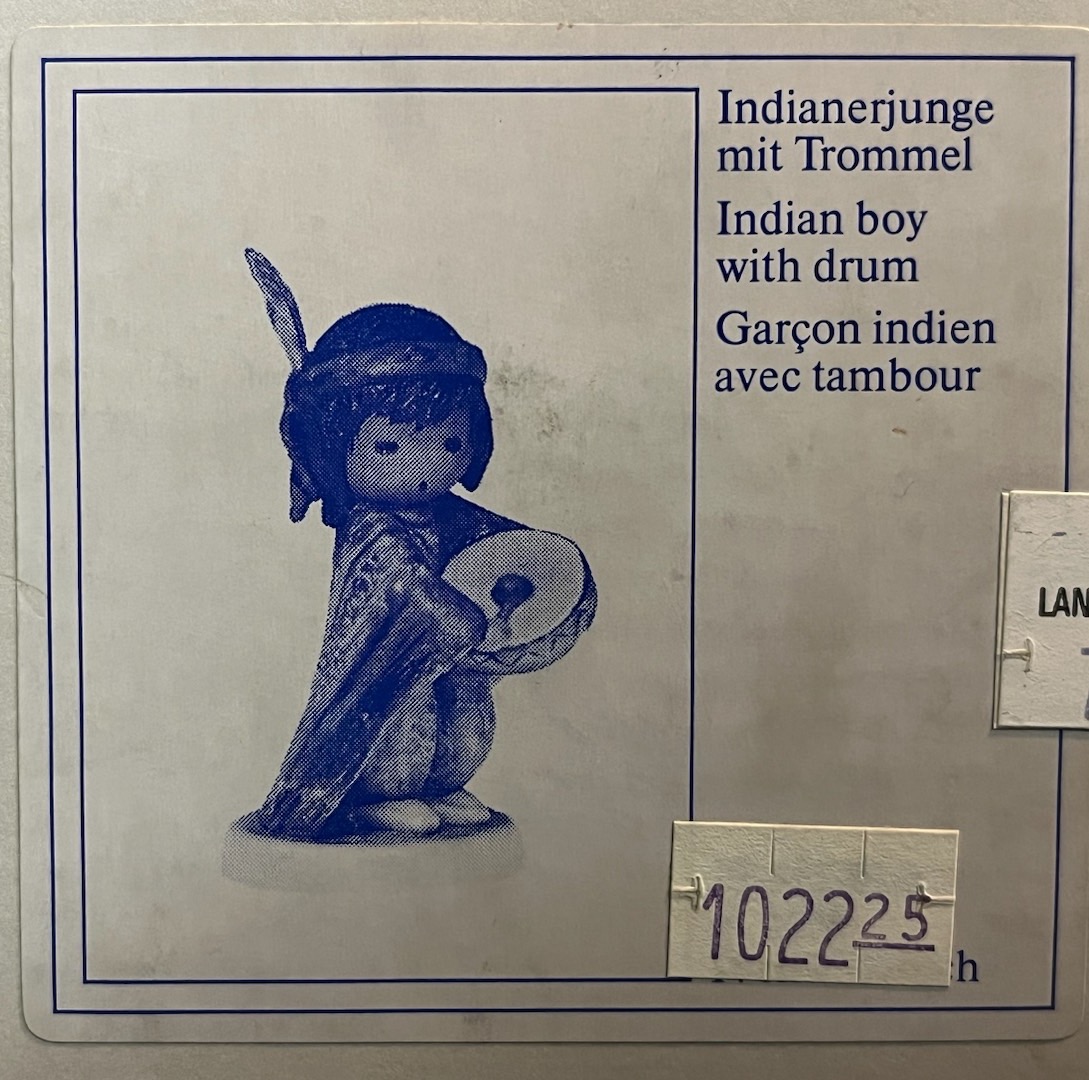 Indianerjunge
mit Trommel
Indian boy
with drum
Garçon indien
avec tambour
LAN
102225
h